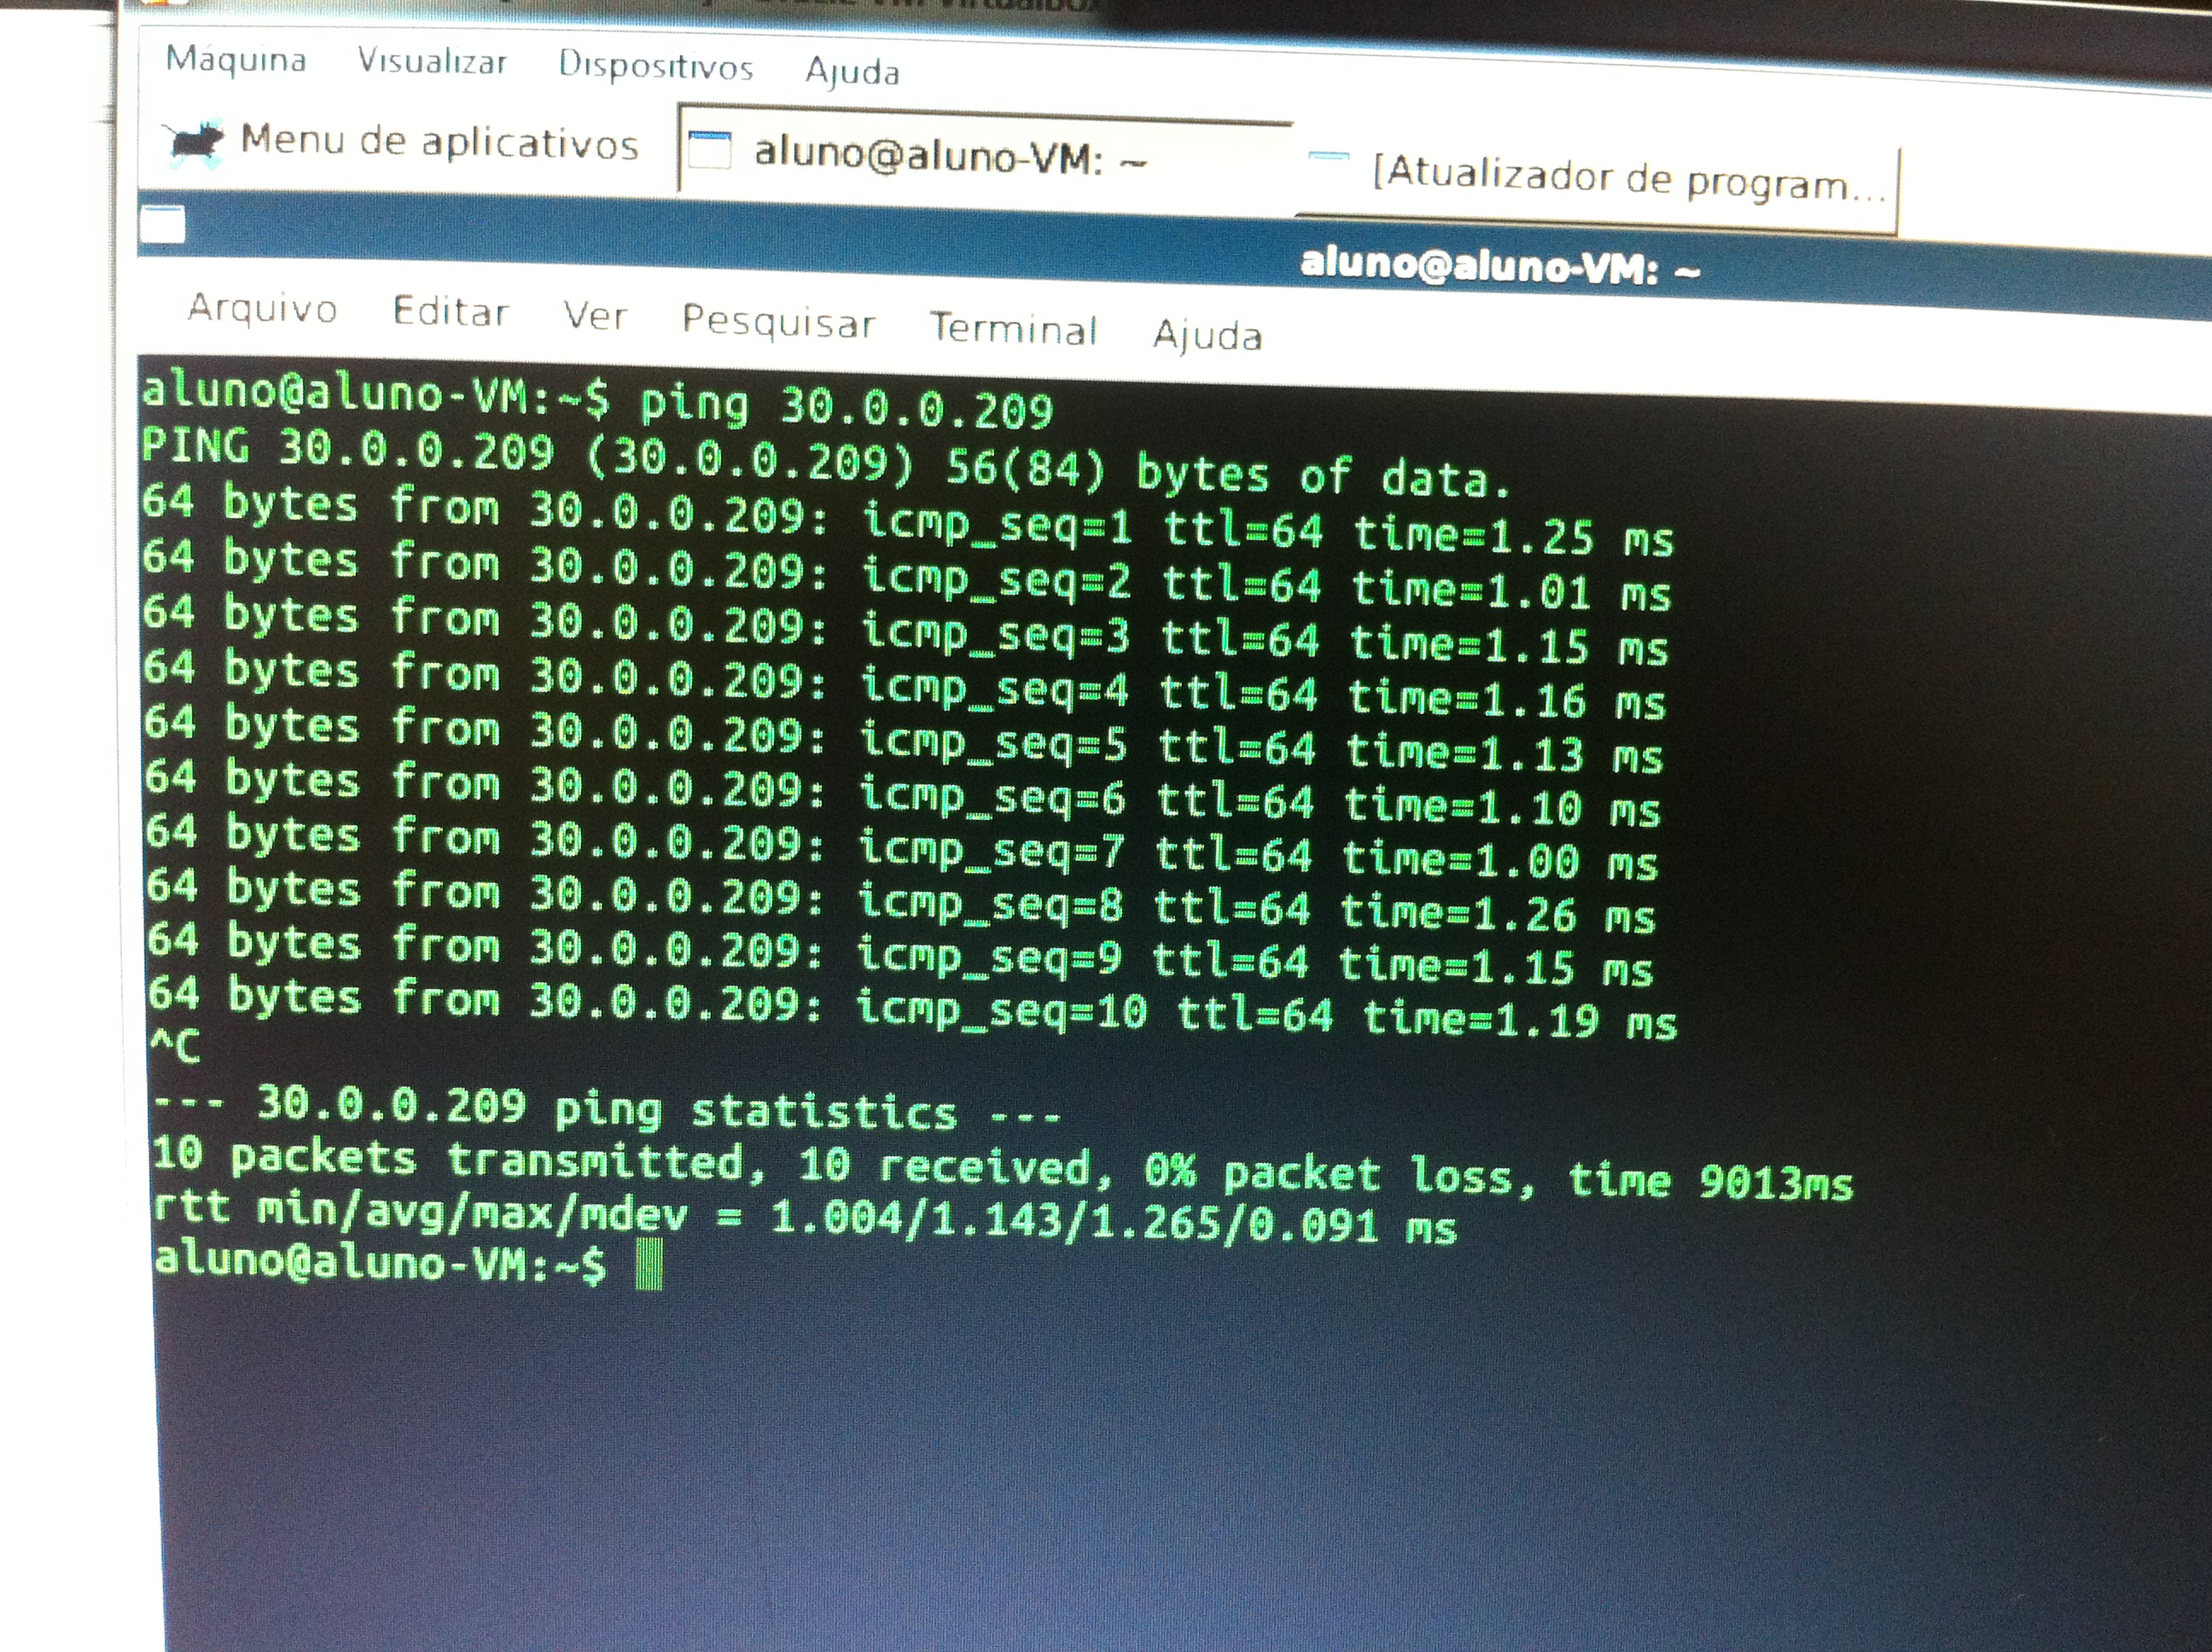 VM VirtualBox
Máquina Visualizar Dispositivos Ajuda
Menu de aplicativos aluno@aluno-VM: ~ [Atualizador de program...
aluno@aluno-VM: ~
Arquivo Editar Ver Pesquisar Terminal Ajuda
aluno@aluno-VM:~$ ping 30.0.0.209
PING 30.0.0.209 (30.0.0.209) 56(84) bytes of data.
64 bytes from 30.0.0.209: icmp_seq=1 ttl=64 time=1.25 ms
64 bytes from 30.0.0.209: icmp_seq=2 ttl=64 time=1.01 ms
64 bytes from 30.0.0.209: icmp_seq=3 ttl=64 time=1.15 ms
64 bytes from 30.0.0.209: icmp_seq=4 ttl=64 time=1.16 ms
64 bytes from 30.0.0.209: icmp_seq=5 ttl=64 time=1.13 ms
64 bytes from 30.0.0.209: icmp_seq=6 ttl=64 time=1.10 ms
64 bytes from 30.0.0.209: icmp_seq=7 ttl=64 time=1.00 ms
64 bytes from 30.0.0.209: icmp_seq=8 ttl=64 time=1.26 ms
64 bytes from 30.0.0.209: icmp_seq=9 ttl=64 time=1.15 ms
64 bytes from 30.0.0.209: icmp_seq=10 ttl=64 time=1.19 ms
^C
--- 30.0.0.209 ping statistics ---
10 packets transmitted, 10 received, 0% packet loss, time 9013ms
rtt min/avg/max/mdev = 1.004/1.143/1.265/0.091 ms
aluno@aluno-VM:~$